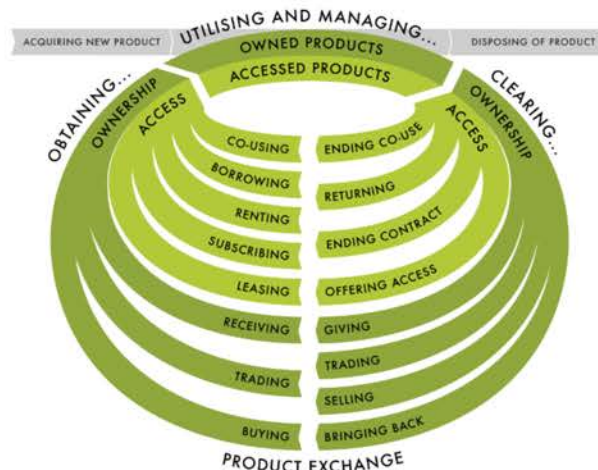 UTILISING AND MANAGING...
ACQUIRING NEW PRODUCT
DISPOSING OF PRODUCT
OWNED PRODUCTS
ACCESSED PRODUCTS
OBTAINING...
OWNERSHIP
ACCESS
CLEARING...
OWNERSHIP
ACCESS
CO-USING
BORROWING
RENTING
SUBSCRIBING
LEASING
RECEIVING
TRADING
BUYING
ENDING CO-USE
RETURNING
ENDING CONTRACT
OFFERING ACCESS
GIVING
TRADING
SELLING
BRINGING BACK
PRODUCT EXCHANGE